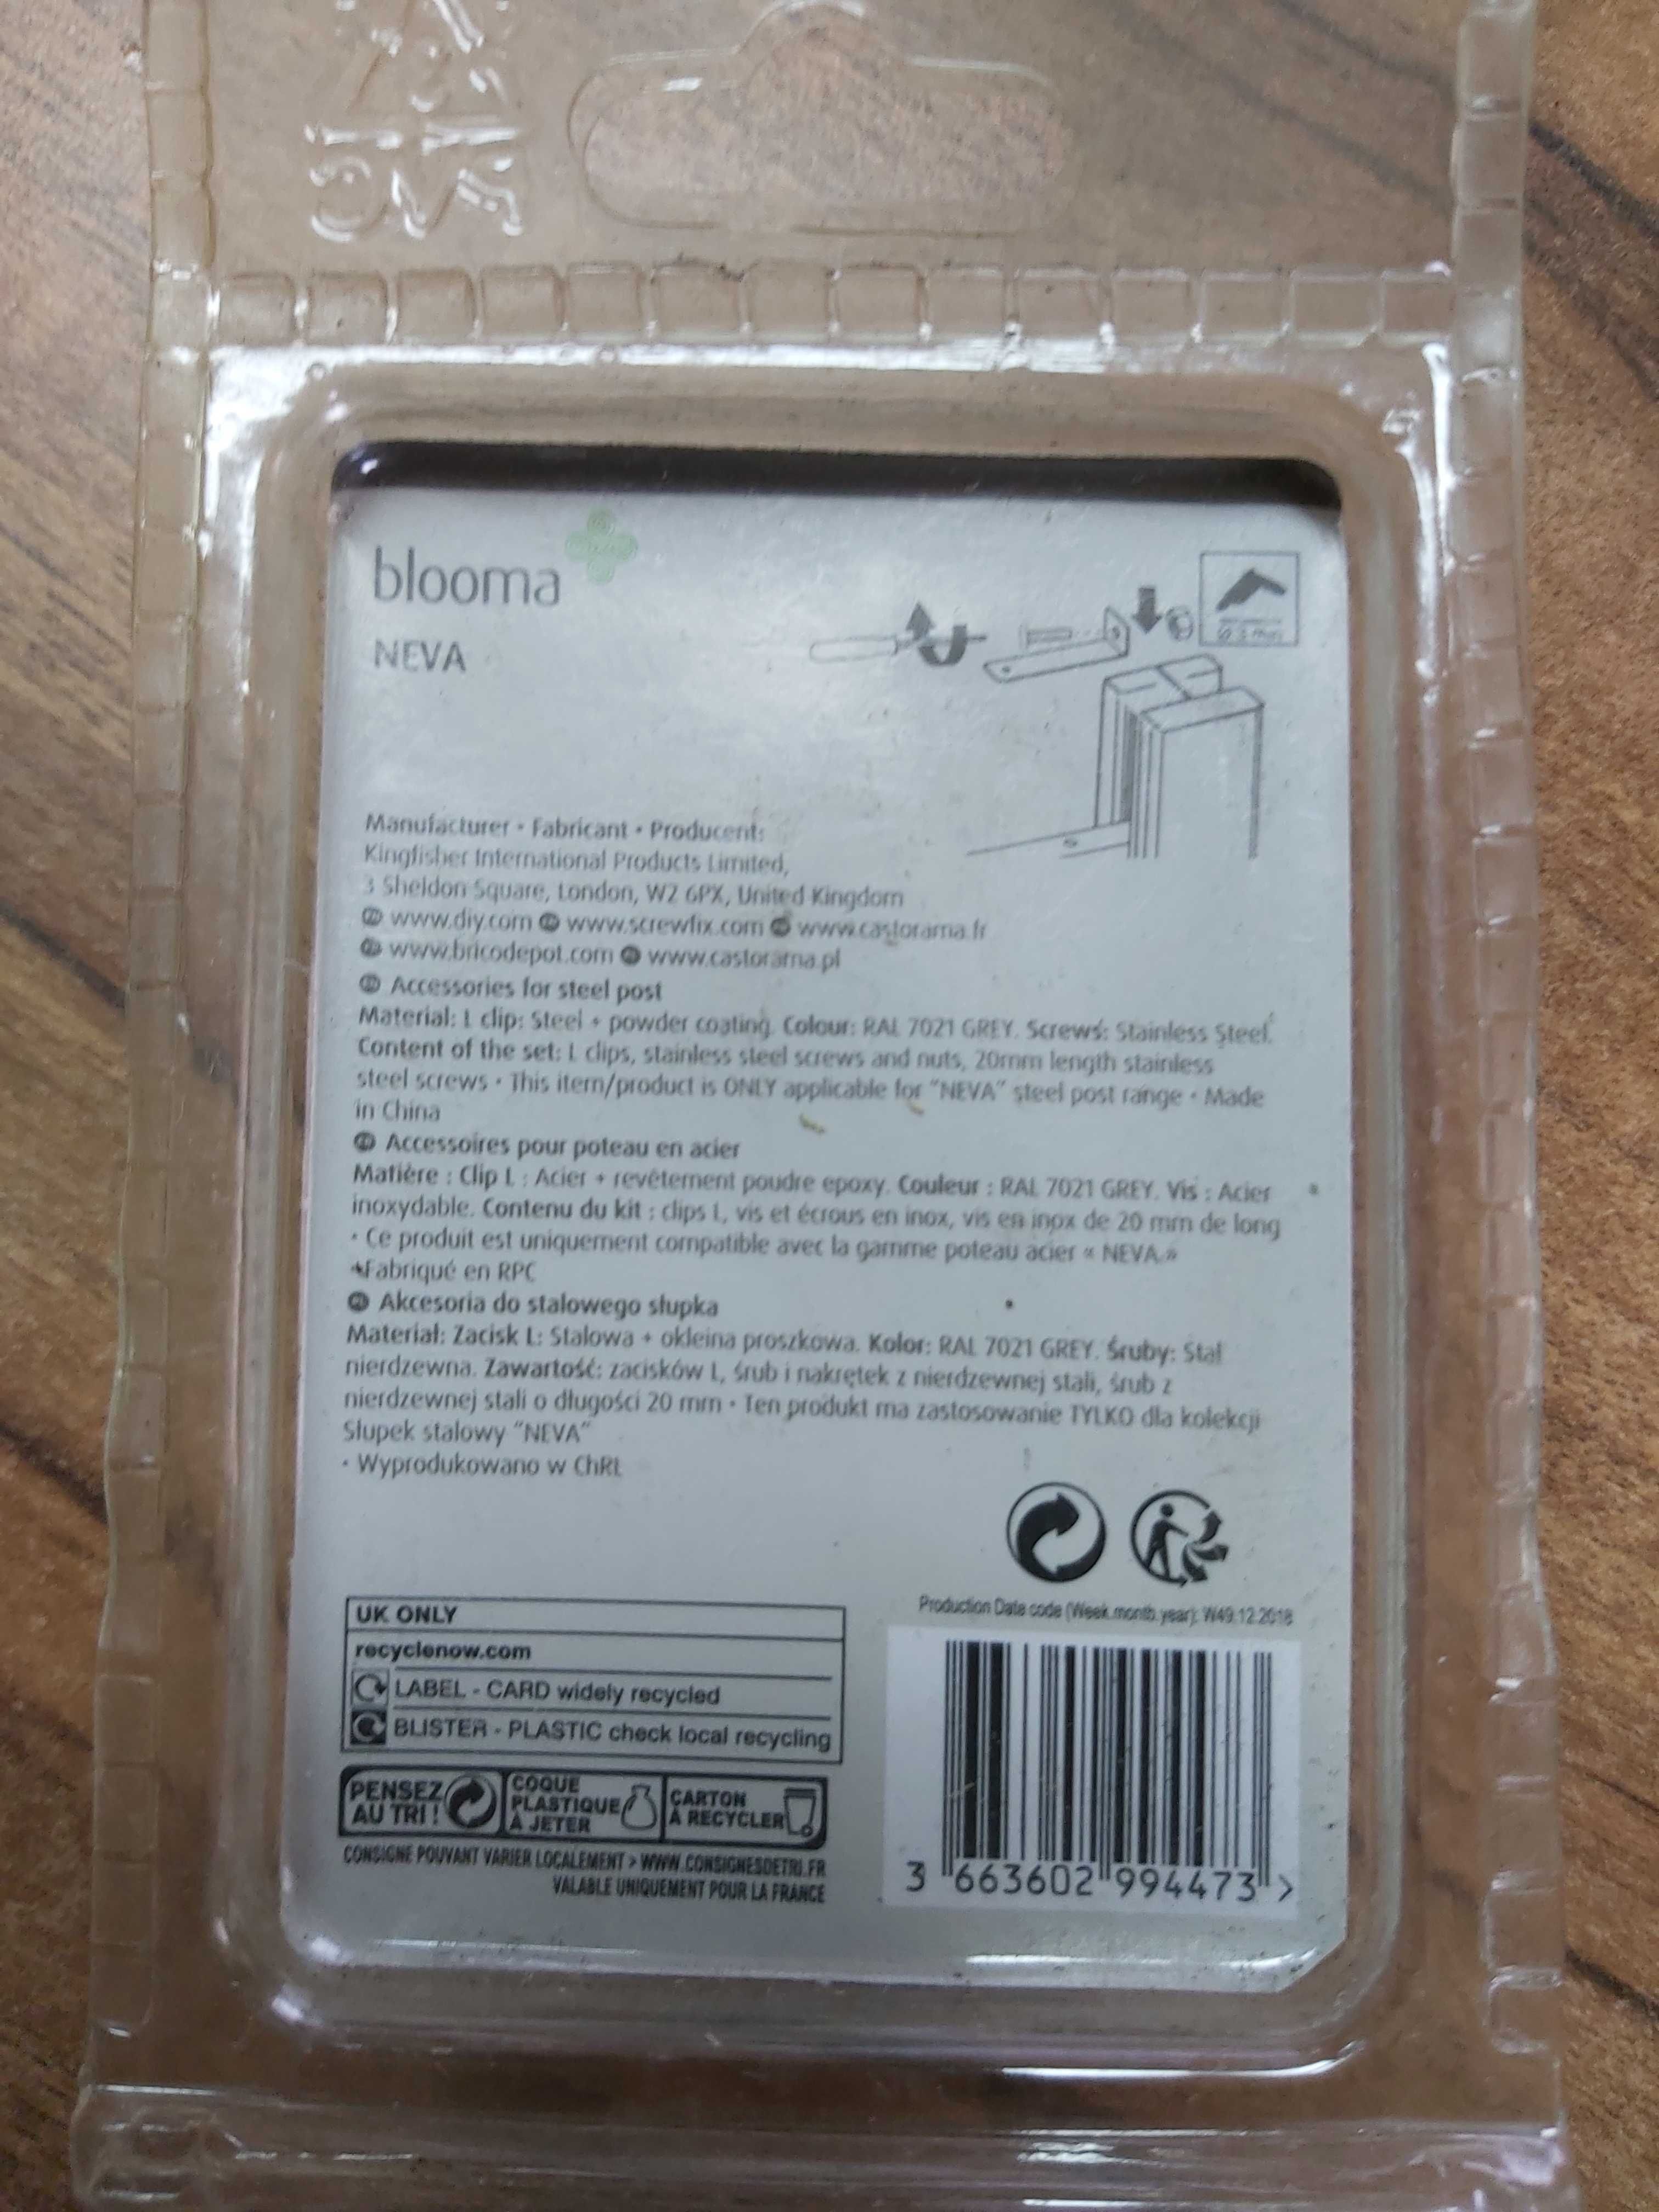 blooma
NEVA
Manufacturer • Fabricant • Producent:
Kingfisher International Products Limited,
3 Sheldon Square, London, W2 6PX, United Kingdom
www.diy.com www.screwfix.com www.castorama.fr
www.bricodepot.com www.castorama.pl
Accessories for steel post
Material: L clip: Steel + powder coating. Colour: RAL 7021 GREY. Screws: Stainless Steel.
Content of the set: L clips, stainless steel screws and nuts, 20mm length stainless
steel screws • This item/product is ONLY applicable for "NEVA" steel post range • Made
in China
Accessoires pour poteau en acier
Matière : Clip L : Acier + revêtement poudre epoxy. Couleur : RAL 7021 GREY. Vis : Acier
inoxydable. Contenu du kit : clips L, vis et écrous en inox, vis en inox de 20 mm de long
• Ce produit est uniquement compatible avec la gamme poteau acier « NEVA »
•Fabriqué en RPC
Akcesoria do stalowego słupka
Materiał: Zacisk L: Stalowa + okleina proszkowa. Kolor: RAL 7021 GREY. Śruby: Stal
nierdzewna. Zawartość: zacisków L, śrub i nakrętek z nierdzewnej stali, śrub z
nierdzewnej stali o długości 20 mm • Ten produkt ma zastosowanie TYLKO dla kolekcji
Słupek stalowy "NEVA"
• Wyprodukowano w ChRL
UK ONLY
recyclenow.com
LABEL - CARD widely recycled
BLISTER - PLASTIC check local recycling
PENSEZ
AU TRI !
COQUE
PLASTIQUE
À JETER
CARTON
À RECYCLER
CONSIGNE POUVANT VARIER LOCALEMENT > WWW.CONSIGNESDETRI.FR
VALABLE UNIQUEMENT POUR LA FRANCE
Production Date code (Week.month.year): W49.12.2018
3 663602 994473 >